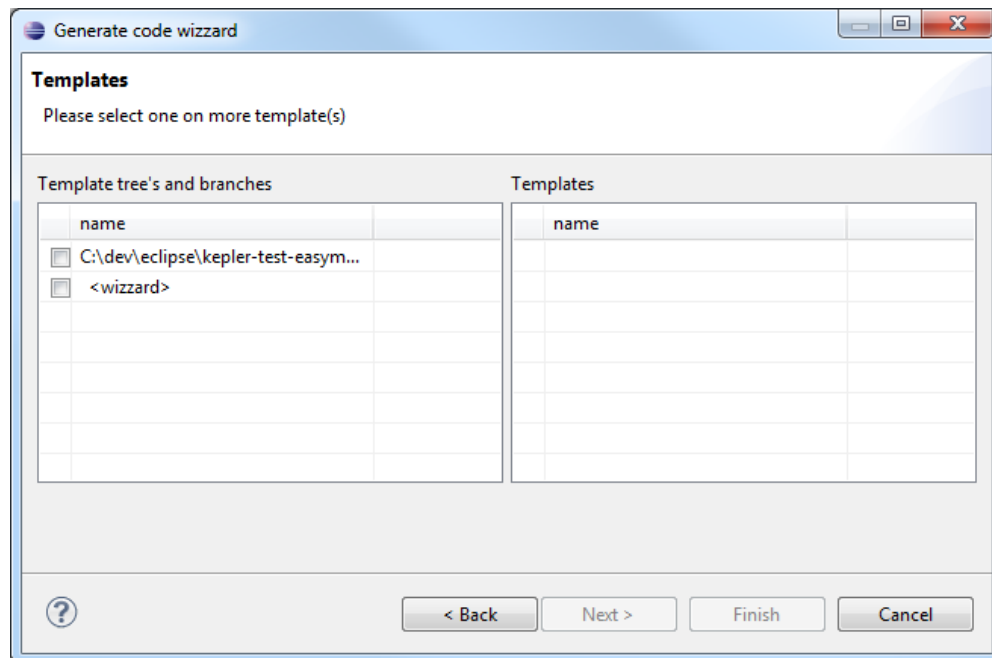 Generate code wizzard
Templates
Please select one on more template(s)
Template tree's and branches
Templates
name
name
C:\dev\eclipse\kepler-test-easym...
<wizzard>
?
< Back
Next >
Finish
Cancel